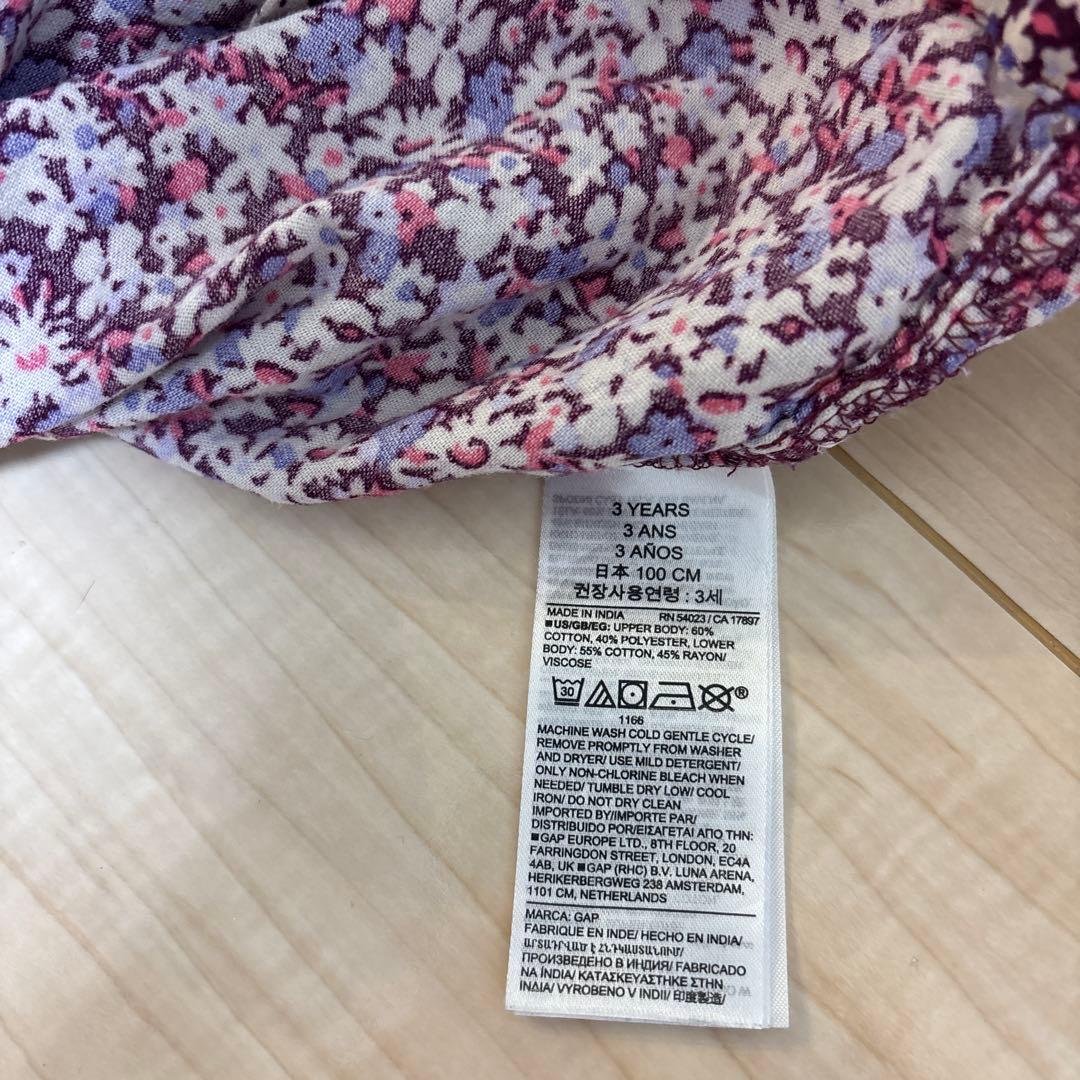 3 YEARS
3 ANS
3 AÑOS
日本 100 CM
권장사용연령 : 3세
MADE IN INDIA RN 54023 / CA 17897
■US/GB/EG: UPPER BODY: 60%
COTTON, 40% POLYESTER, LOWER
BODY: 55% COTTON, 45% RAYON/
VISCOSE
30
®
1166
MACHINE WASH COLD GENTLE CYCLE/
REMOVE PROMPTLY FROM WASHER
AND DRYER/ USE MILD DETERGENT/
ONLY NON-CHLORINE BLEACH WHEN
NEEDED/ TUMBLE DRY LOW/ COOL
IRON/ DO NOT DRY CLEAN
IMPORTED BY/IMPORTE PAR/
DISTRIBUIDO POR/ΕΙΣΑΓΕΤΑΙ ΑΠΟ ΤΗΝ:
■GAP EUROPE LTD., 8TH FLOOR, 20
FARRINGDON STREET, LONDON, EC4A
4AB, UK ■GAP (RHC) B.V. LUNA ARENA,
HERIKERBERGWEG 238 AMSTERDAM,
1101 CM, NETHERLANDS
MARCA: GAP
FABRIQUE EN INDE/ HECHO EN INDIA/
ԱՐՏԱԴՐՎԱԾ Է ՀՆԴԿԱՍՏԱՆՈՒՄ/
ПРОИЗВЕДЕНО В ИНДИЯ/ FABRICADO
NA ÍNDIA/ ΚΑΤΑΣΚΕΥΑΣΤΗΚΕ ΣΤΗΝ
ΙΝΔΙΑ/ VYROBENO V INDII/ 印度製造/